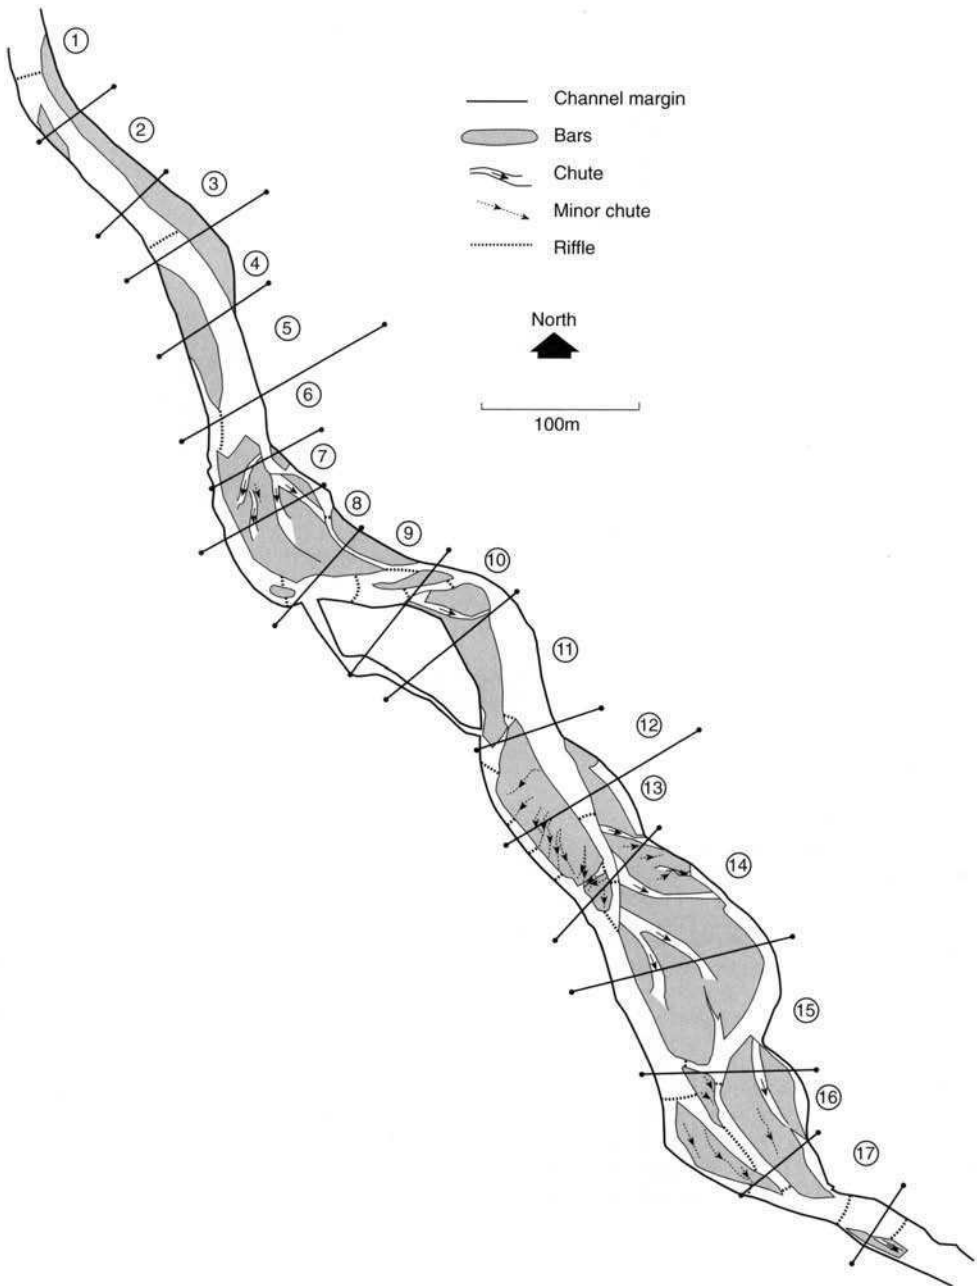 ①
②
③
④
⑤
⑥
⑦
⑧
⑨
⑩
⑪
⑫
⑬
⑭
⑮
⑯
⑰
Channel margin
Bars
Chute
Minor chute
Riffle
North
100m